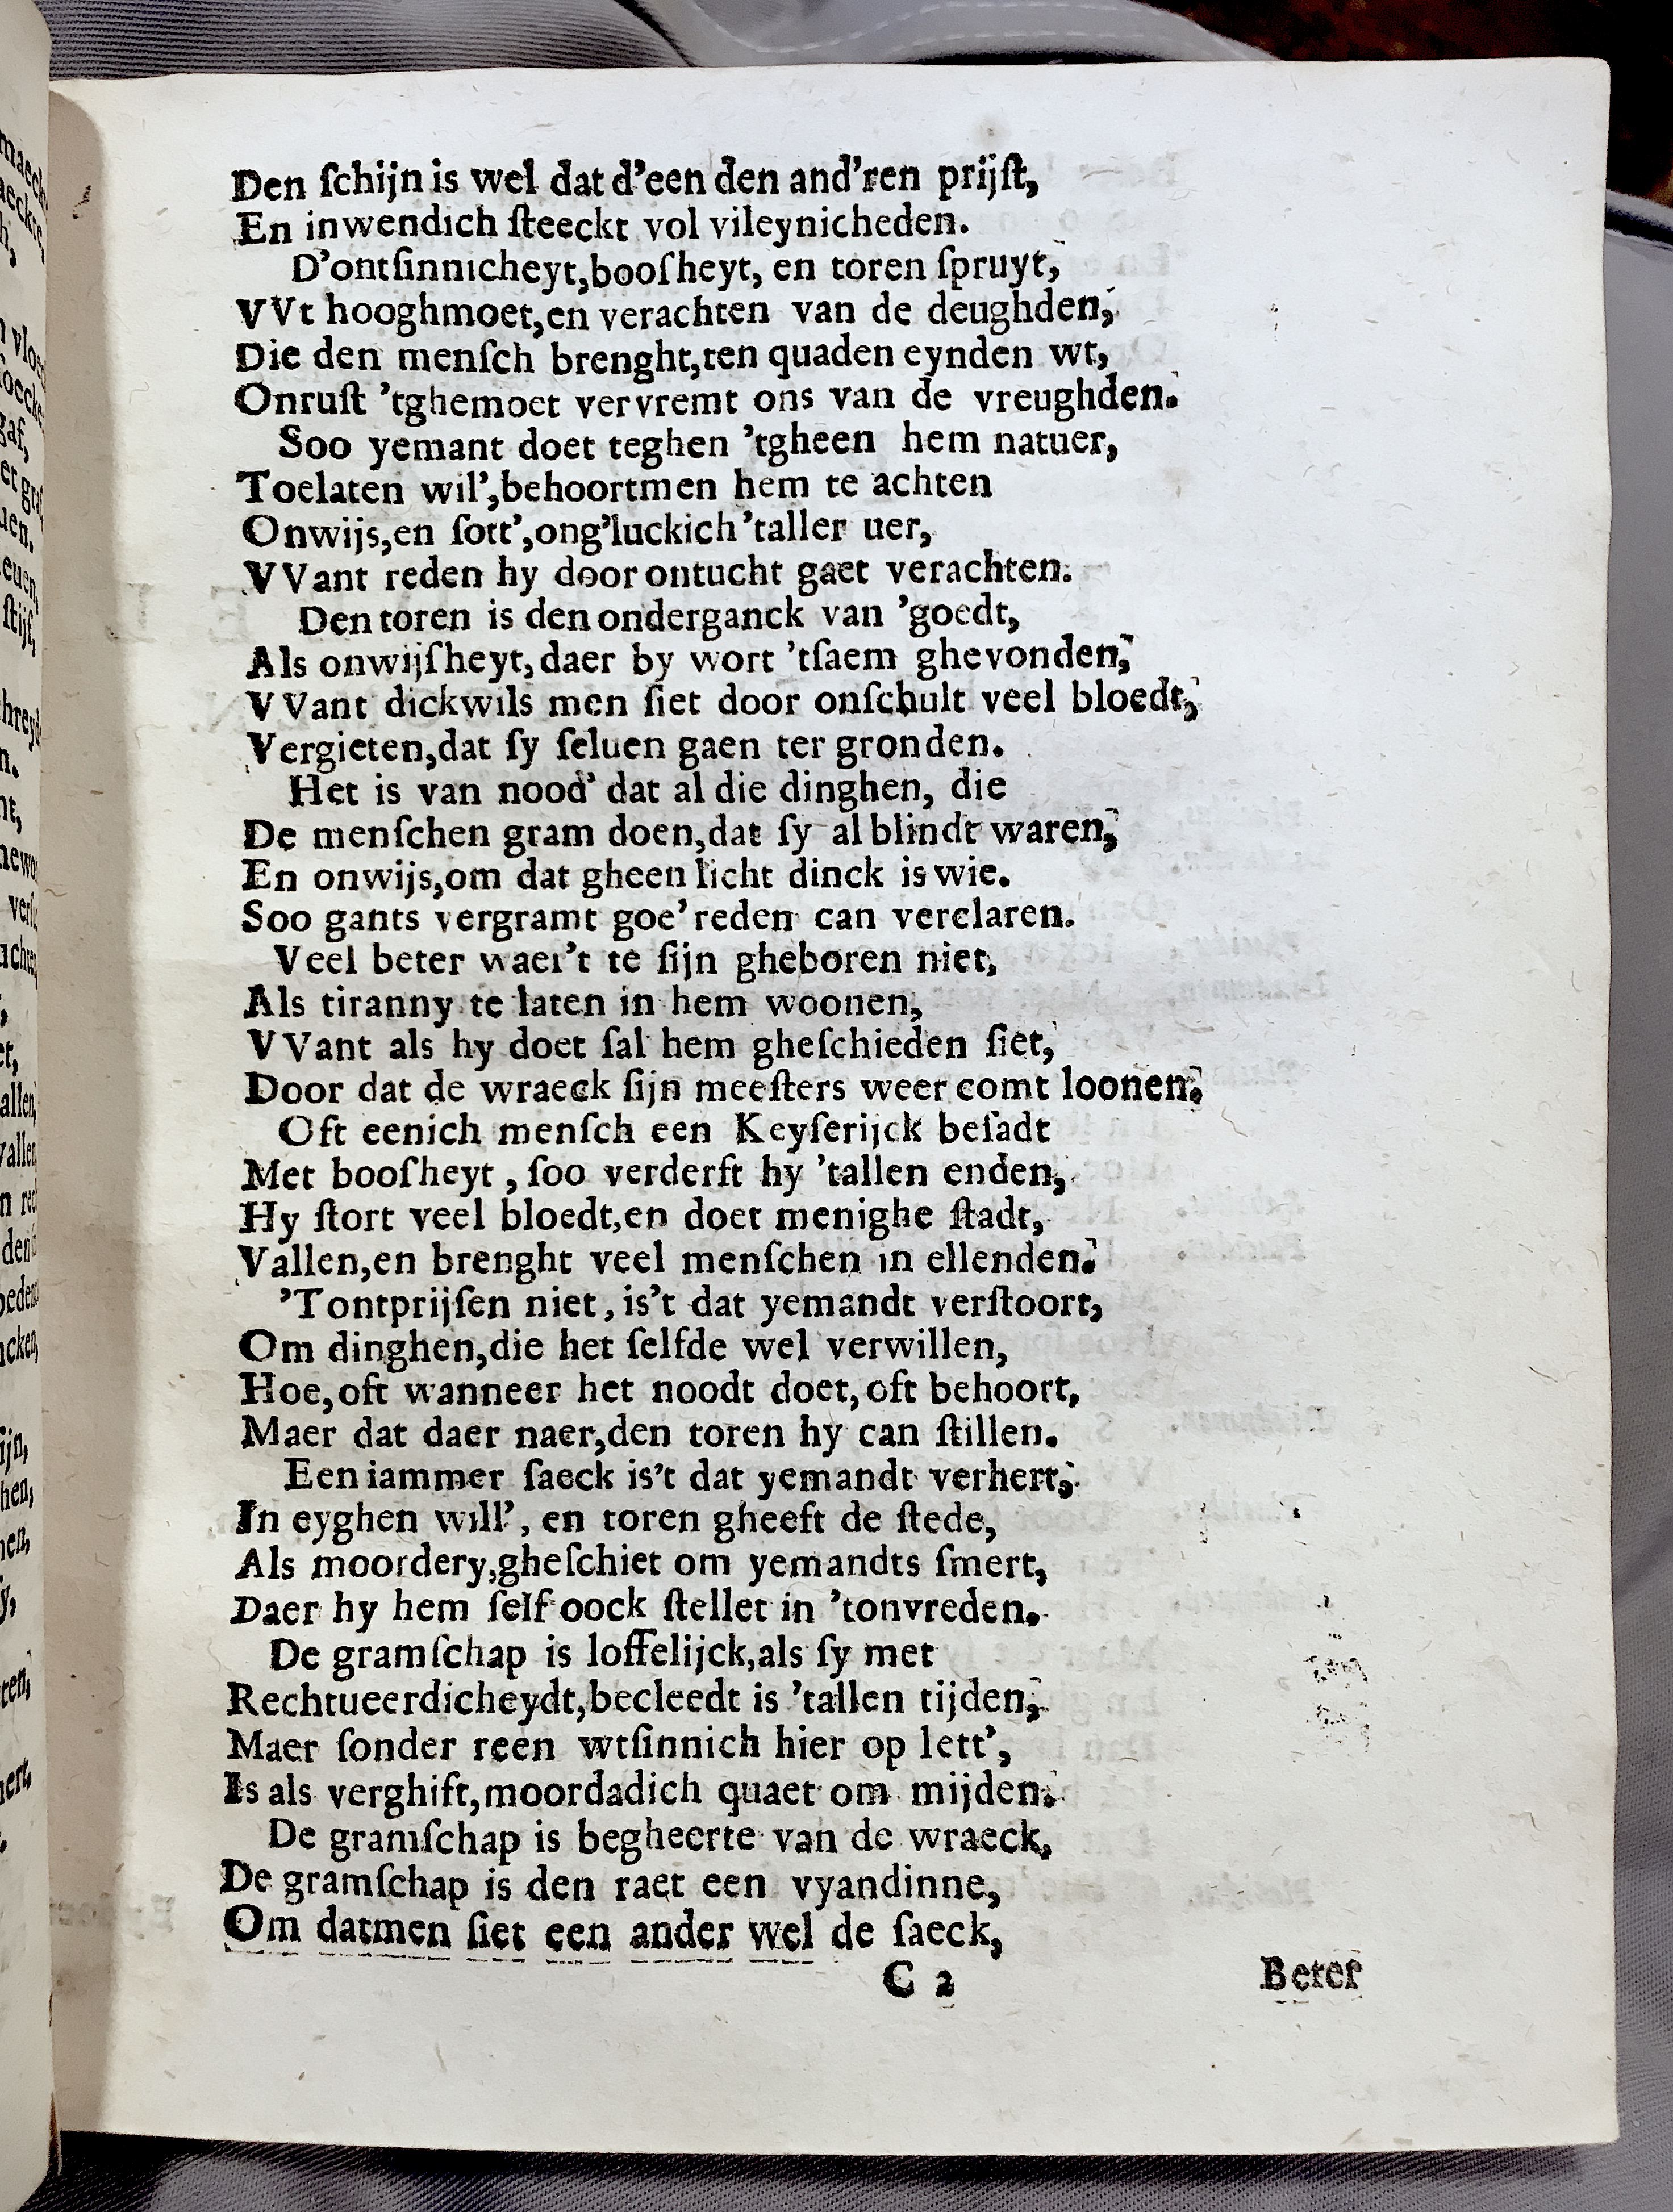 Den ſchijn is wel dat d'een den and'ren prijſt,
En inwendich ſteeckt vol vileynicheden.
D'ontſinnicheyt,booſheyt, en toren ſpruyt,
VVt hooghmoet,en verachten van de deughden,
Die den menſch brenght,ten quaden eynden wt,
Onruſt 'tghemoet vervremt ons van de vreughden.
Soo yemant doet teghen 'tgheen hem natuer,
Toelaten wil',behoortmen hem te achten
Onwijs,en ſott',ong'luckich 'taller uer,
VVant reden hy door ontucht gaet verachten.
Den toren is den onderganck van 'goedt,
Als onwijſheyt,daer by wort 'tſaem ghevonden,
VVant dickwils men ſiet door onſchult veel bloedt,
Vergieten,dat ſy ſeluen gaen ter gronden.
Het is van nood' dat al die dinghen, die
De menſchen gram doen,dat ſy al blindt waren,
En onwijs,om dat gheen licht dinck is wie.
Soo gants vergramt goe'reden can verclaren.
Veel beter waer't te ſijn gheboren niet,
Als tiranny te laten in hem woonen,
VVant als hy doet ſal hem gheſchieden ſiet,
Door dat de wraeck ſijn meeſters weer comt loonen.
Oft eenich menſch een Keyſerijck beſadt
Met booſheyt, ſoo verderft hy 'tallen enden,
Hy ſtort veel bloedt,en doet menighe ſtadt,
Vallen,en brenght veel menſchen in ellenden.
'Tontprijſen niet, is't dat yemandt verſtoort,
Om dinghen,die het ſelfde wel verwillen,
Hoe,oft wanneer het noodt doet,oft behoort,
Maer dat daer naer,den toren hy can ſtillen.
Een iammer ſaeck is't dat yemandt verhert,
In eyghen will', en toren gheeft de ſtede,
Als moordery,gheſchiet om yemandts ſmert,
Daer hy hem ſelf oock ſtellet in 'tonvreden.
De gramſchap is loffelijck,als ſy met
Rechtueerdicheydt,becleedt is 'tallen tijden,
Maer ſonder reen wtſinnich hier op lett',
Is als verghift,moordadich quaet om mijden.
De gramſchap is begheerte van de wraeck,
De gramſchap is den raet een vyandinne,
Om datmen ſiet een ander wel de ſaeck,
C 2
Beter